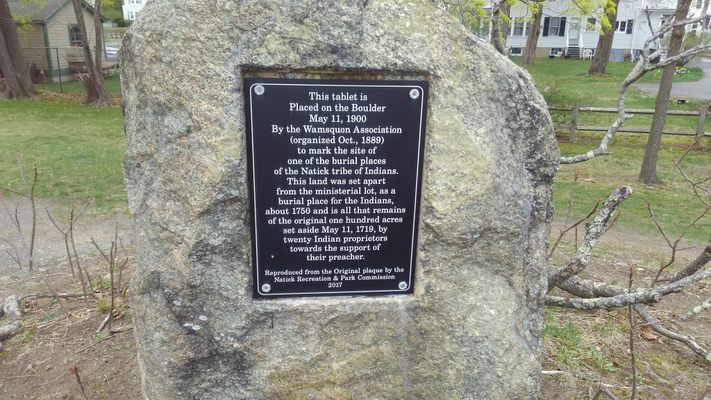 This tablet is
Placed on the Boulder
May 11, 1900
By the Wamsquon Association
(organized Oct., 1889)
to mark the site of
one of the burial places
of the Natick tribe of Indians.
This land was set apart
from the ministerial lot, as a
burial place for the Indians,
about 1750 and is all that remains
of the original one hundred acres
set aside May 11, 1719, by
twenty Indian proprietors
towards the support of
their preacher.
Reproduced from the Original plaque by the
Natick Recreation & Park Commission
2017